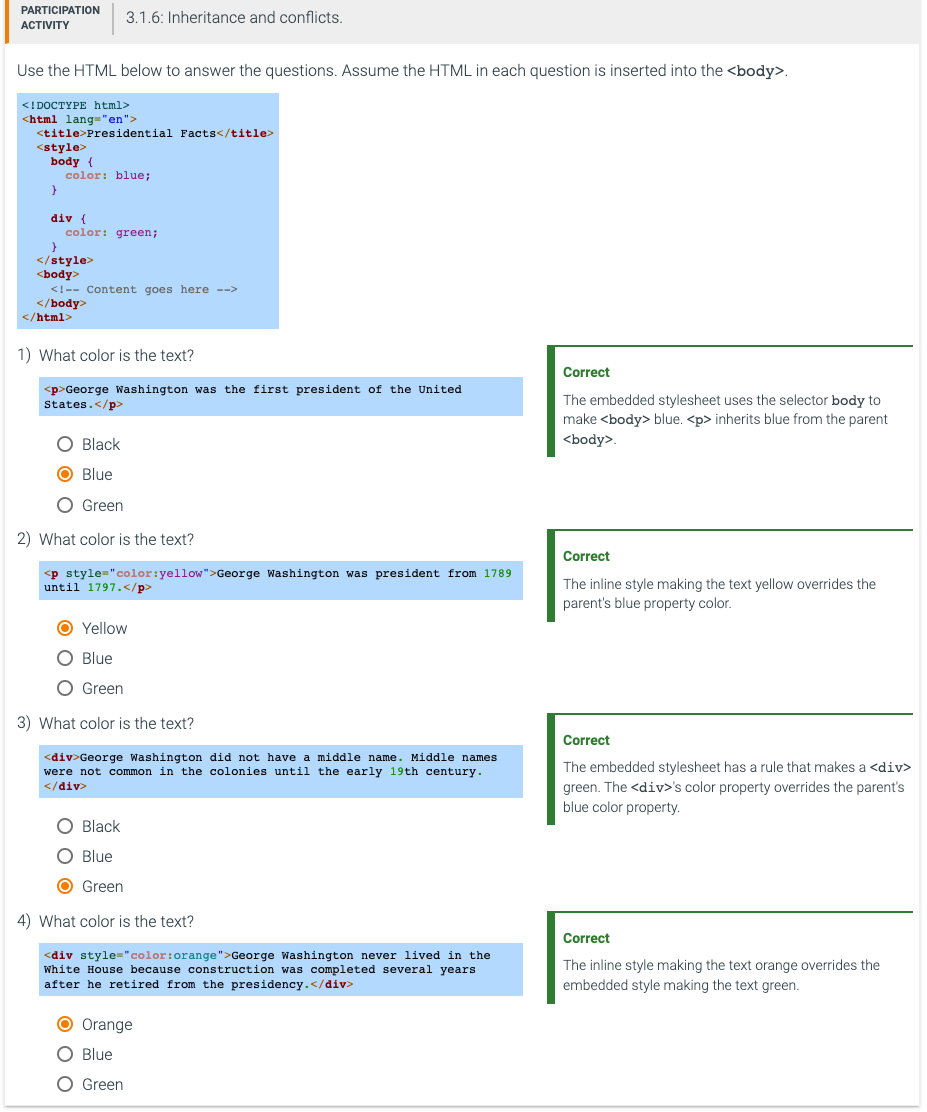 PARTICIPATION
ACTIVITY
3.1.6: Inheritance and conflicts.
Use the HTML below to answer the questions. Assume the HTML in each question is inserted into the <body>.
<!DOCTYPE html>
<html lang="en">
  <title>Presidential Facts</title>
  <style>
    body {
      color: blue;
    }

    div {
      color: green;
    }
  </style>
  <body>
    <!-- Content goes here -->
  </body>
</html>
1) What color is the text?
<p>George Washington was the first president of the United
States.</p>
Black
Blue
Green
Correct
The embedded stylesheet uses the selector body to
make <body> blue. <p> inherits blue from the parent
<body>.
2) What color is the text?
<p style="color:yellow">George Washington was president from 1789
until 1797.</p>
Yellow
Blue
Green
Correct
The inline style making the text yellow overrides the
parent's blue property color.
3) What color is the text?
<div>George Washington did not have a middle name. Middle names
were not common in the colonies until the early 19th century.
</div>
Black
Blue
Green
Correct
The embedded stylesheet has a rule that makes a <div>
green. The <div>'s color property overrides the parent's
blue color property.
4) What color is the text?
<div style="color:orange">George Washington never lived in the
White House because construction was completed several years
after he retired from the presidency.</div>
Orange
Blue
Green
Correct
The inline style making the text orange overrides the
embedded style making the text green.